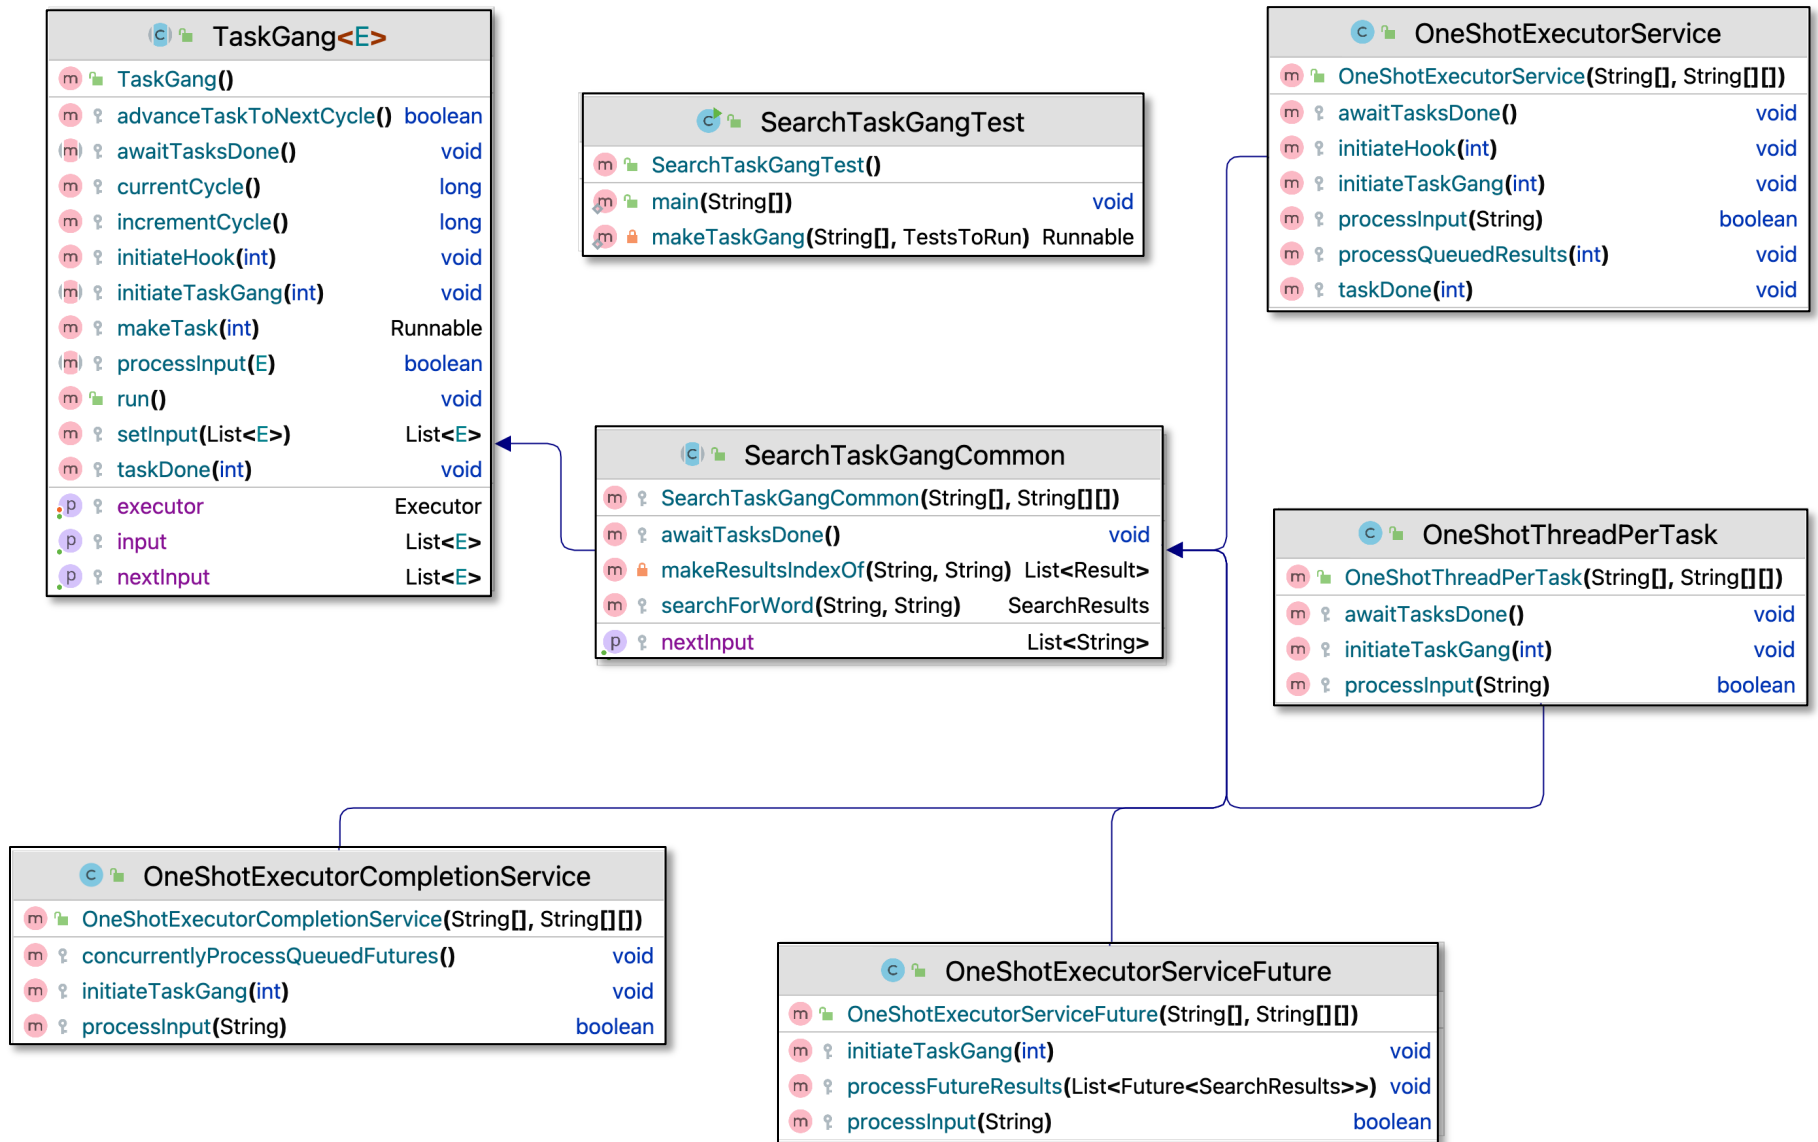 TaskGang<E>
TaskGang()
advanceTaskToNextCycle() boolean
awaitTasksDone() void
currentCycle() long
incrementCycle() long
initiateHook(int) void
initiateTaskGang(int) void
makeTask(int) Runnable
processInput(E) boolean
run() void
setInput(List<E>) List<E>
taskDone(int) void
executor Executor
input List<E>
nextInput List<E>
SearchTaskGangTest
SearchTaskGangTest()
main(String[]) void
makeTaskGang(String[], TestsToRun) Runnable
OneShotExecutorService
OneShotExecutorService(String[], String[][])
awaitTasksDone() void
initiateHook(int) void
initiateTaskGang(int) void
processInput(String) boolean
processQueuedResults(int) void
taskDone(int) void
SearchTaskGangCommon
SearchTaskGangCommon(String[], String[][])
awaitTasksDone() void
makeResultsIndexOf(String, String) List<Result>
searchForWord(String, String) SearchResults
nextInput List<String>
OneShotThreadPerTask
OneShotThreadPerTask(String[], String[][])
awaitTasksDone() void
initiateTaskGang(int) void
processInput(String) boolean
OneShotExecutorCompletionService
OneShotExecutorCompletionService(String[], String[][])
concurrentlyProcessQueuedFutures() void
initiateTaskGang(int) void
processInput(String) boolean
OneShotExecutorServiceFuture
OneShotExecutorServiceFuture(String[], String[][])
initiateTaskGang(int) void
processFutureResults(List<Future<SearchResults>>) void
processInput(String) boolean